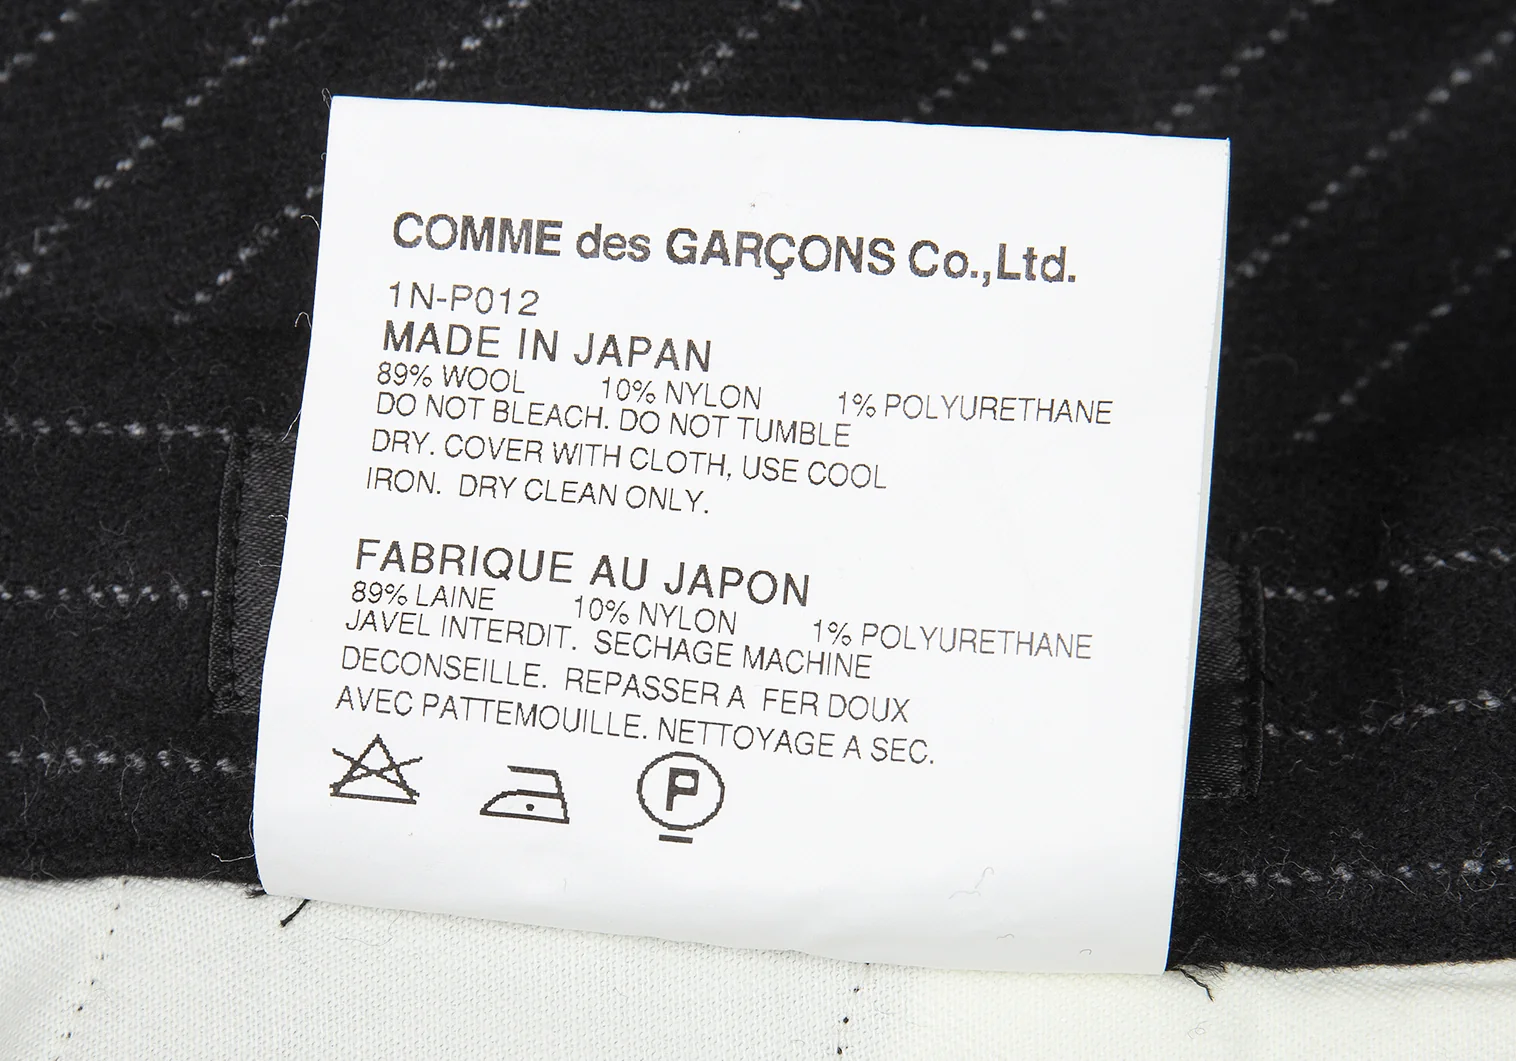 COMME des GARÇONS Co.,Ltd.
1N-P012
MADE IN JAPAN
89% WOOL 10% NYLON 1% POLYURETHANE
DO NOT BLEACH. DO NOT TUMBLE
DRY. COVER WITH CLOTH, USE COOL
IRON. DRY CLEAN ONLY.
FABRIQUE AU JAPON
89% LAINE 10% NYLON 1% POLYURETHANE
JAVEL INTERDIT. SECHAGE MACHINE
DECONSEILLE. REPASSER A FER DOUX
AVEC PATTEMOUILLE. NETTOYAGE A SEC.
P